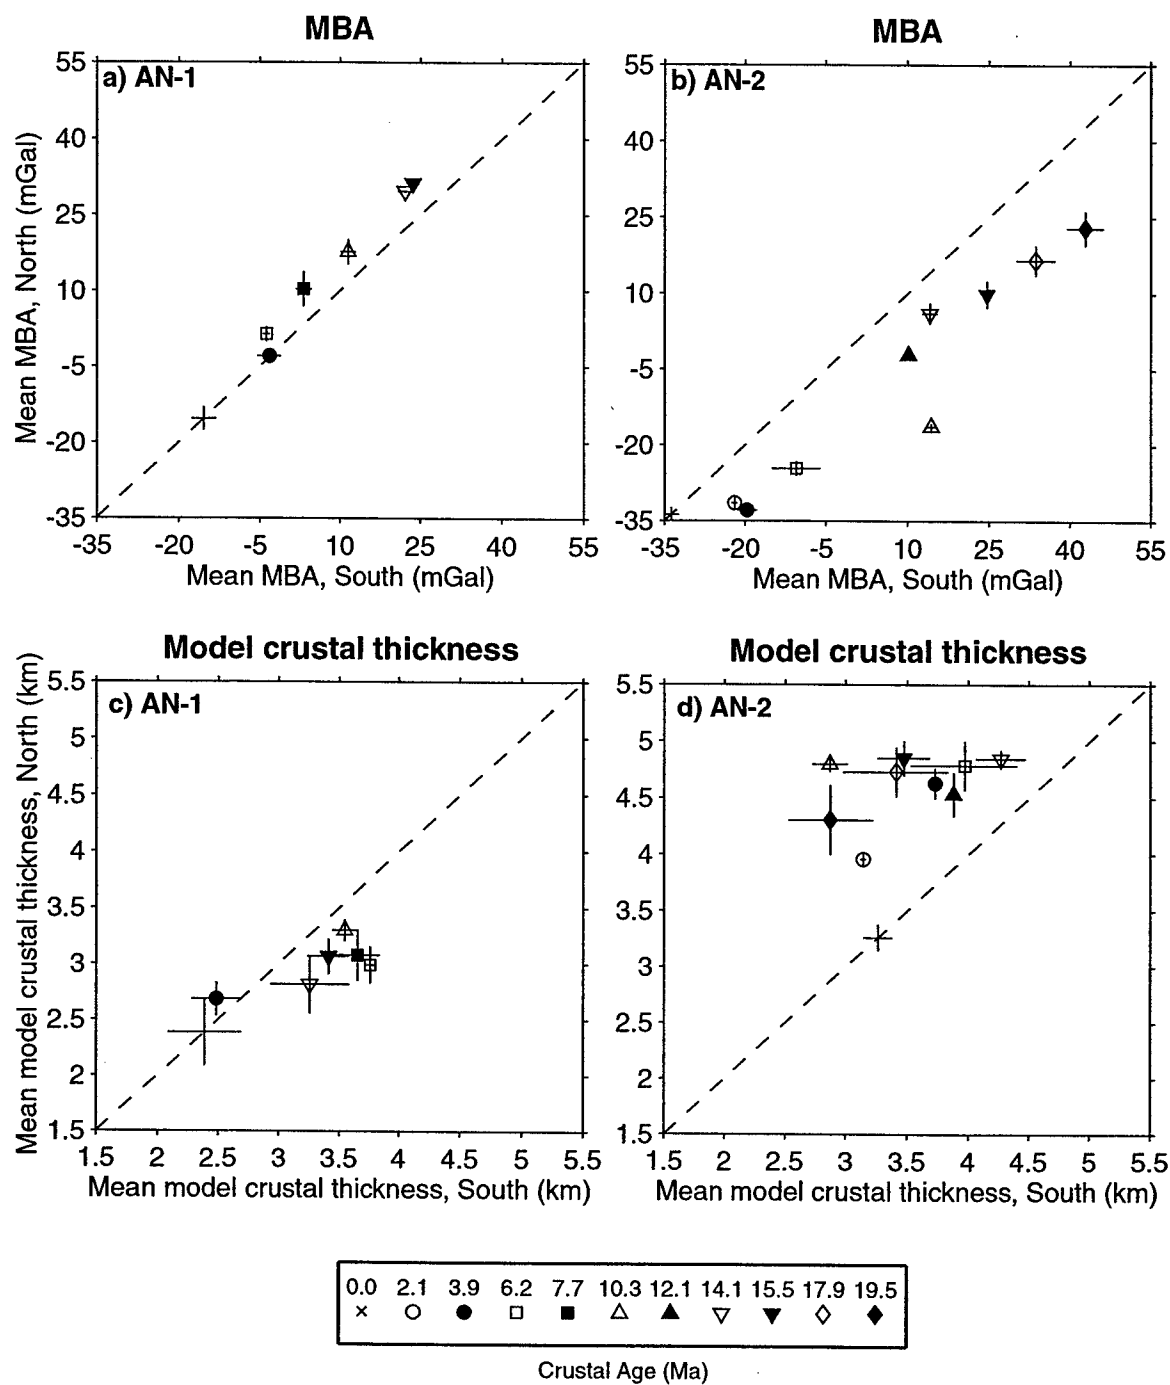 MBA
a) AN-1
Mean MBA, North (mGal)
55
40
25
10
-5
-20
-35
-35 -20 -5 10 25 40 55
Mean MBA, South (mGal)
MBA
b) AN-2
55
40
25
10
-5
-20
-35
-35 -20 -5 10 25 40 55
Mean MBA, South (mGal)
Model crustal thickness
c) AN-1
Mean model crustal thickness, North (km)
5.5
5
4.5
4
3.5
3
2.5
2
1.5
1.5 2 2.5 3 3.5 4 4.5 5 5.5
Mean model crustal thickness, South (km)
Model crustal thickness
d) AN-2
5.5
5
4.5
4
3.5
3
2.5
2
1.5
1.5 2 2.5 3 3.5 4 4.5 5 5.5
Mean model crustal thickness, South (km)
0.0 2.1 3.9 6.2 7.7 10.3 12.1 14.1 15.5 17.9 19.5
Crustal Age (Ma)